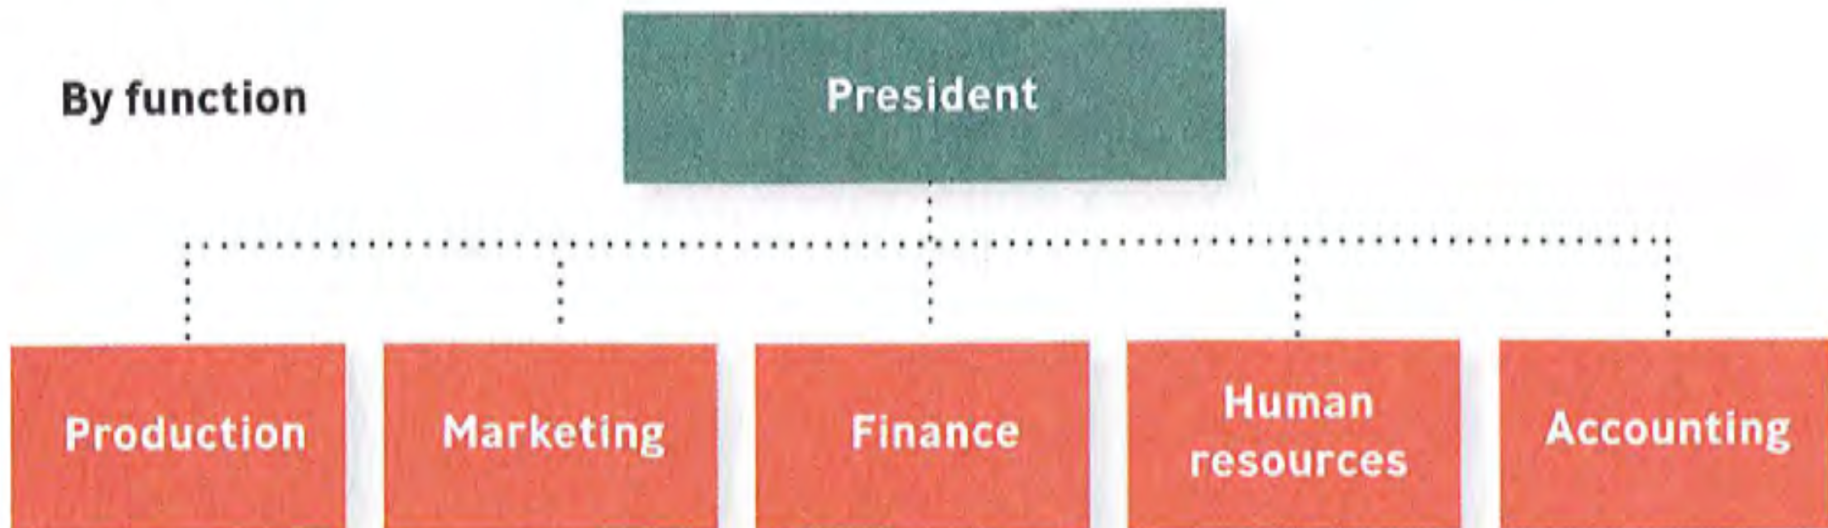 By function
President
Production
Marketing
Finance
Human
resources
Accounting